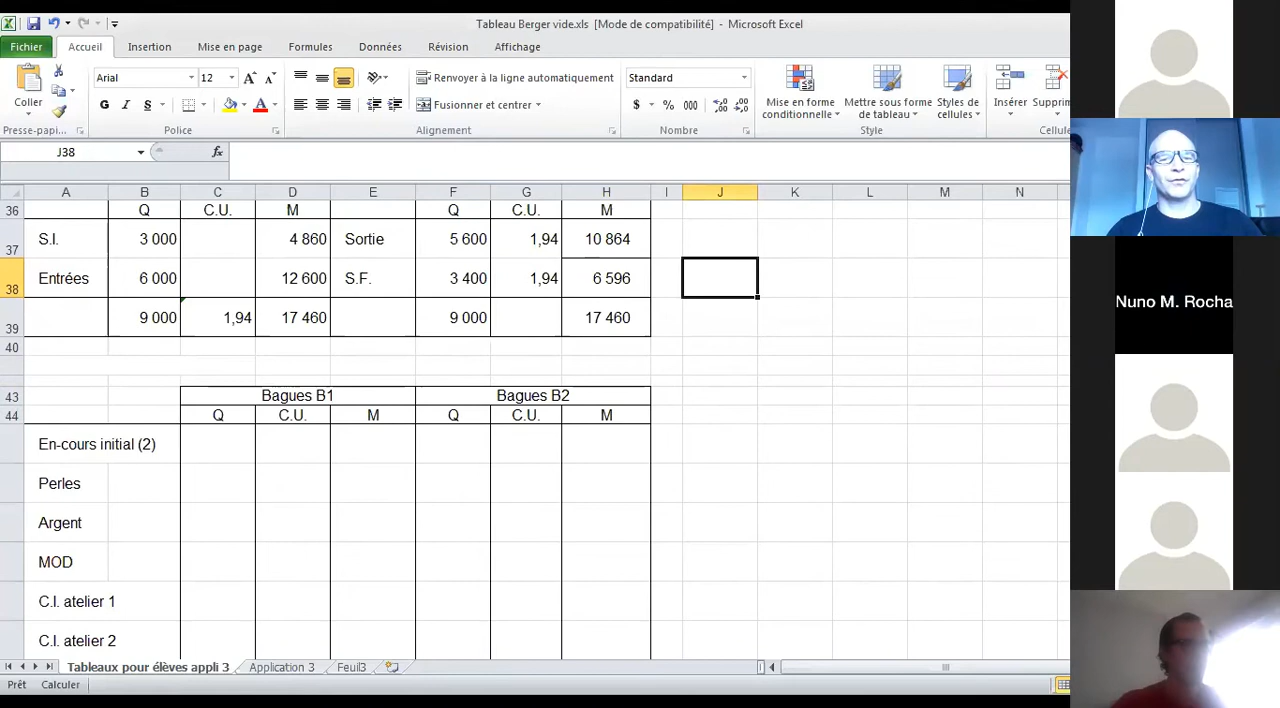 Tableau Berger vide.xls [Mode de compatibilité] - Microsoft Excel
Fichier Accueil Insertion Mise en page Formules Données Révision Affichage
Arial 12 Renvoyer à la ligne automatiquement Standard
Coller G I S Fusionner et centrer $ % 000 Mise en forme conditionnelle Mettre sous forme de tableau Styles de cellules Insérer Supprim
Presse-papi... Police Alignement Nombre Style Cellule
J38 fx
A B C D E F G H I J K L M N
36 Q C.U. M Q C.U. M
37 S.I. 3 000 4 860 Sortie 5 600 1,94 10 864
38 Entrées 6 000 12 600 S.F. 3 400 1,94 6 596
39 9 000 1,94 17 460 9 000 17 460
40
43 Bagues B1 Bagues B2
44 Q C.U. M Q C.U. M
En-cours initial (2)
Perles
Argent
MOD
C.I. atelier 1
C.I. atelier 2
Tableaux pour élèves appli 3 Application 3 Feuil3
Prêt Calculer
Nuno M. Rocha